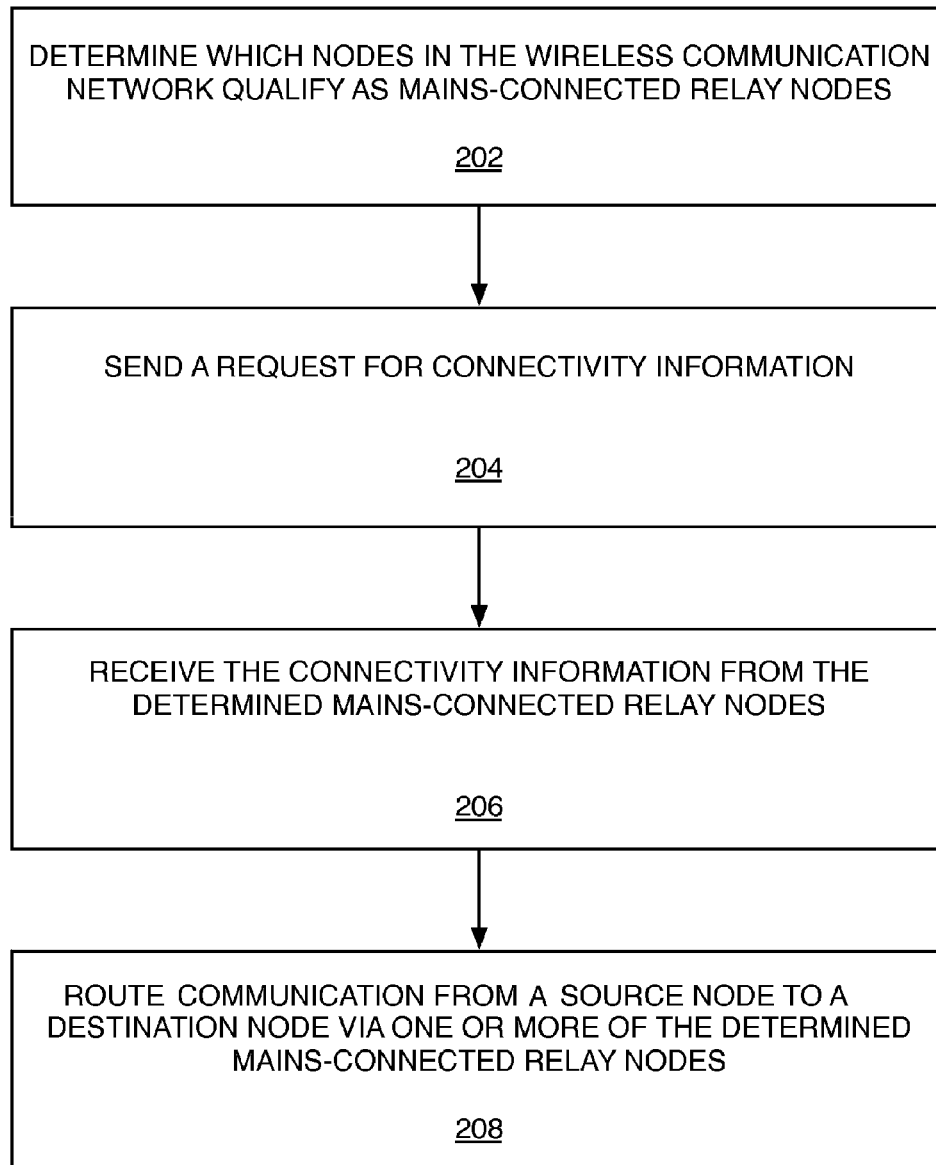 DETERMINE WHICH NODES IN THE WIRELESS COMMUNICATION
NETWORK QUALIFY AS MAINS-CONNECTED RELAY NODES
202
SEND A REQUEST FOR CONNECTIVITY INFORMATION
204
RECEIVE THE CONNECTIVITY INFORMATION FROM THE
DETERMINED MAINS-CONNECTED RELAY NODES
206
ROUTE COMMUNICATION FROM A SOURCE NODE TO A
DESTINATION NODE VIA ONE OR MORE OF THE DETERMINED
MAINS-CONNECTED RELAY NODES
208